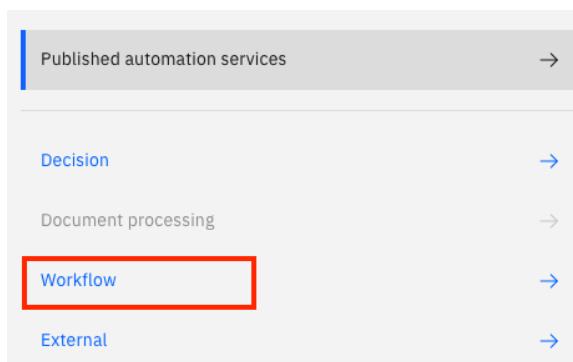 Published automation services
Decision
Document processing
Workflow
External